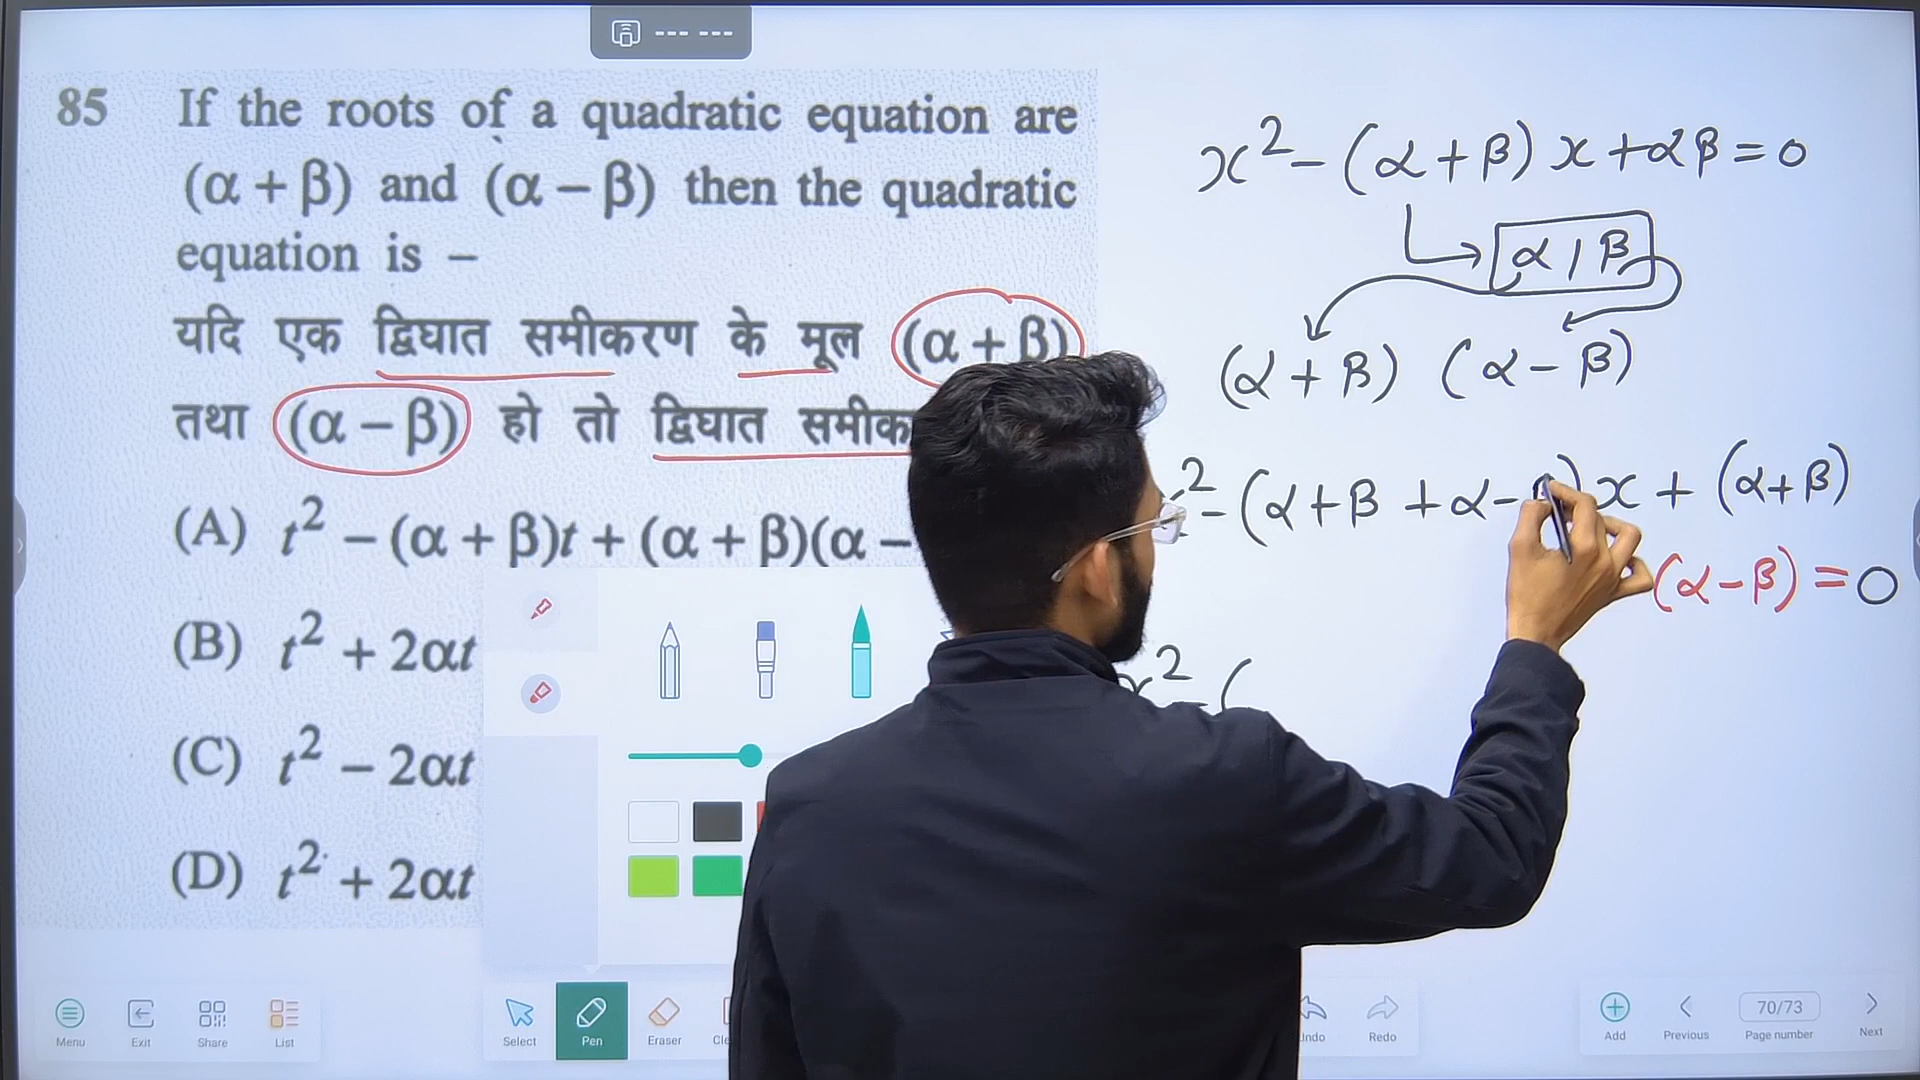 --- ---
85 If the roots of a quadratic equation are
(α + β) and (α − β) then the quadratic
equation is −
यदि एक द्विघात समीकरण के मूल (α + β)
तथा (α − β) हो तो द्विघात समीक
(A) t² − (α + β)t + (α + β)(α −
(B) t² + 2αt
(C) t² − 2αt
(D) t² + 2αt
x² − (α + β) x + αβ = 0
α, β
(α + β) (α − β)
² − (α + β + α − ) x + (α + β)
(α − β) = 0
x² − (
Menu
Exit
Share
List
Select
Pen
Eraser
Redo
Add
Previous
70/73
Page number
Next